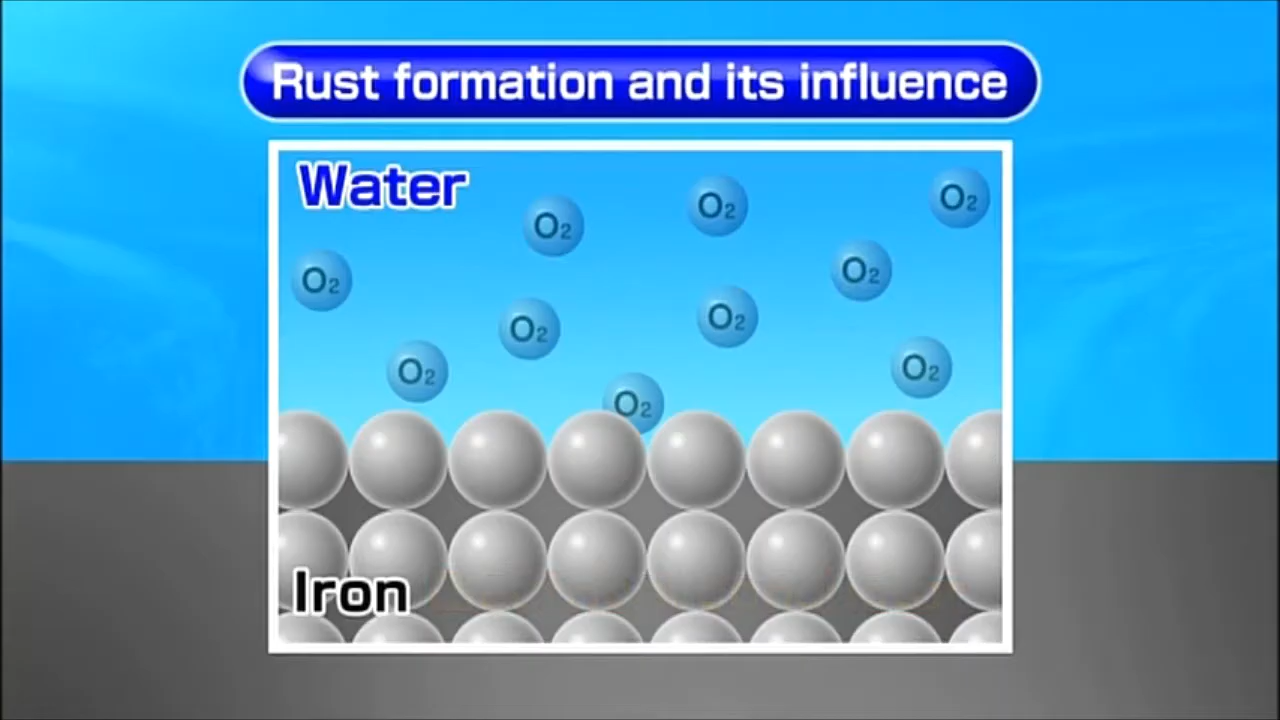 Rust formation and its influence
Water
O₂
O₂
O₂
O₂
O₂
O₂
O₂
O₂
O₂
O₂
Iron